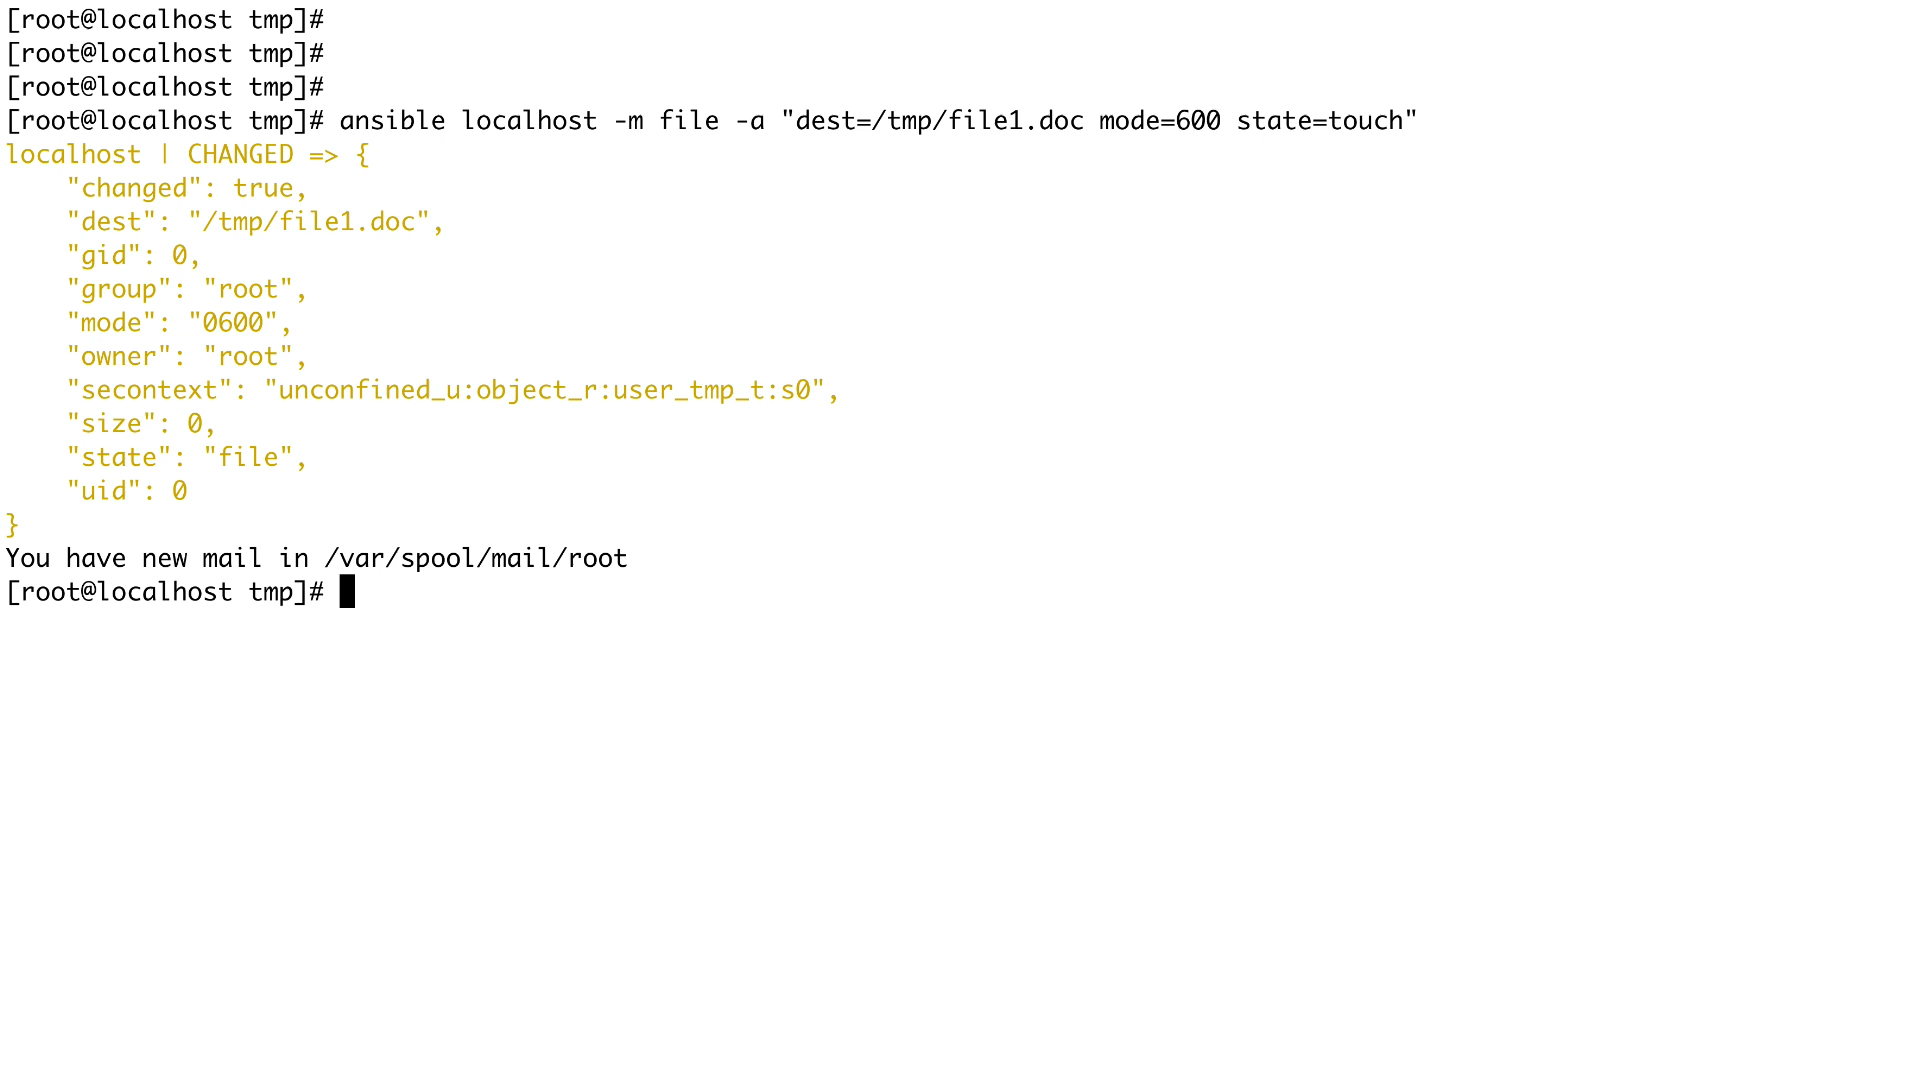 [root@localhost tmp]#
[root@localhost tmp]#
[root@localhost tmp]#
[root@localhost tmp]# ansible localhost -m file -a "dest=/tmp/file1.doc mode=600 state=touch"
localhost | CHANGED => {
    "changed": true,
    "dest": "/tmp/file1.doc",
    "gid": 0,
    "group": "root",
    "mode": "0600",
    "owner": "root",
    "secontext": "unconfined_u:object_r:user_tmp_t:s0",
    "size": 0,
    "state": "file",
    "uid": 0
}
You have new mail in /var/spool/mail/root
[root@localhost tmp]#